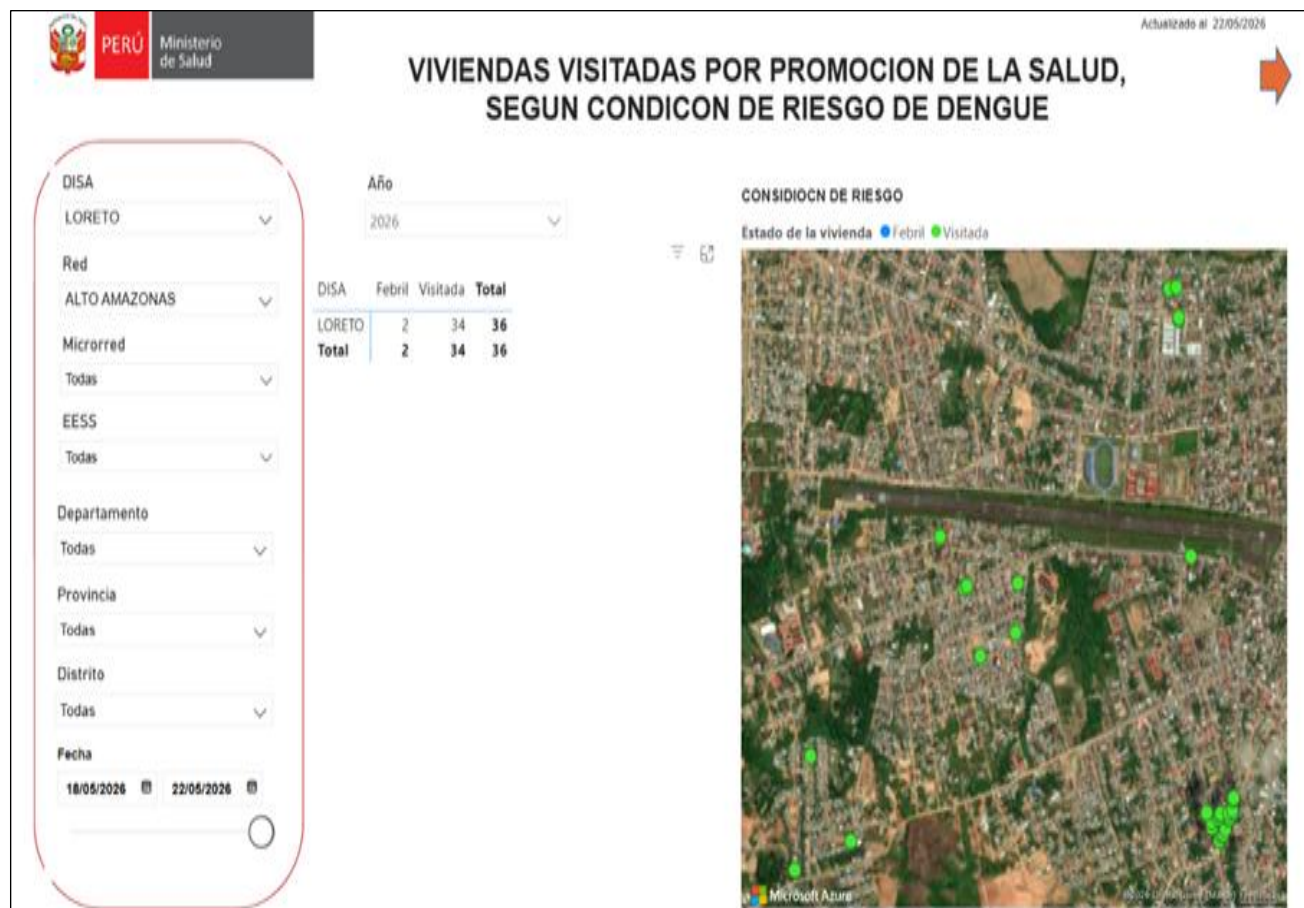 PERÚ
Ministerio
de Salud
Actualizado al 22/05/2026
VIVIENDAS VISITADAS POR PROMOCION DE LA SALUD,
SEGUN CONDICON DE RIESGO DE DENGUE
DISA
LORETO
Red
ALTO AMAZONAS
Microrred
Todas
EESS
Todas
Departamento
Todas
Provincia
Todas
Distrito
Todas
Fecha
18/05/2026 22/05/2026
Año
2026
DISA Febril Visitada Total
LORETO 2 34 36
Total 2 34 36
CONSIDIOCN DE RIESGO
Estado de la vivienda Febril Visitada
Microsoft Azure